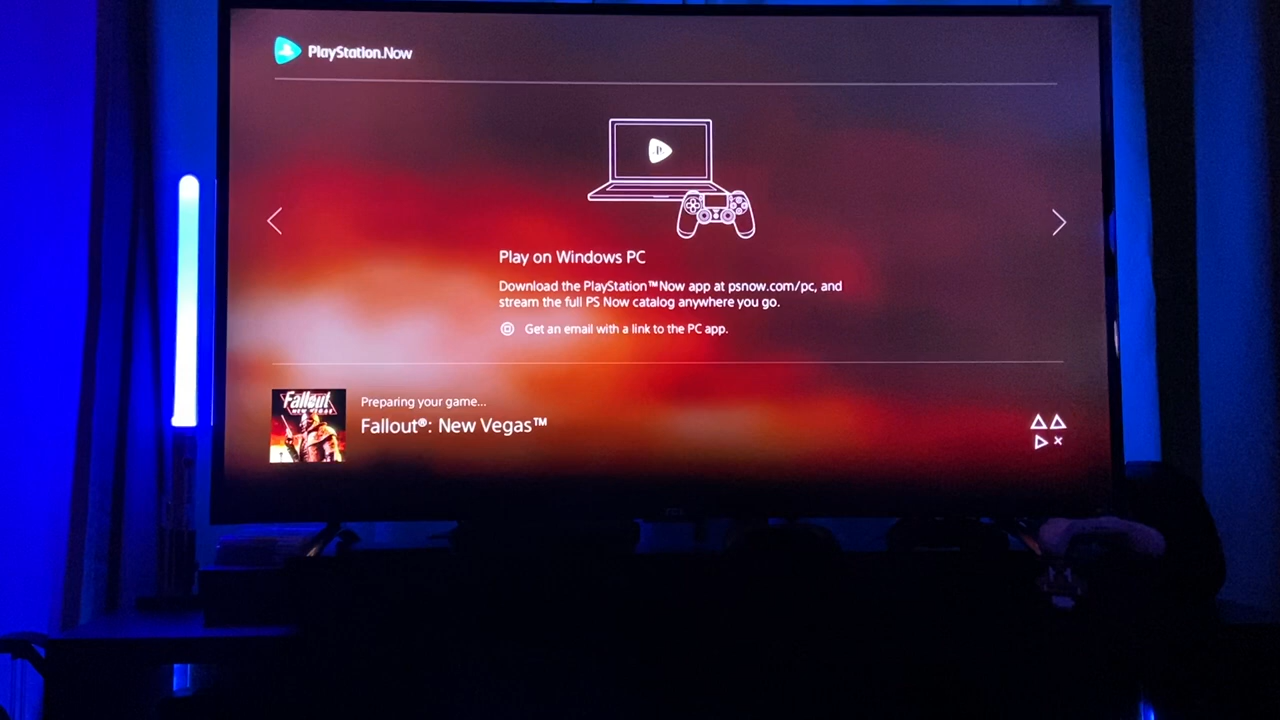 PlayStation.Now
Play on Windows PC
Download the PlayStation™Now app at psnow.com/pc, and
stream the full PS Now catalog anywhere you go.
Get an email with a link to the PC app.
Fallout
NEW VEGAS
Preparing your game...
Fallout®: New Vegas™
TCL